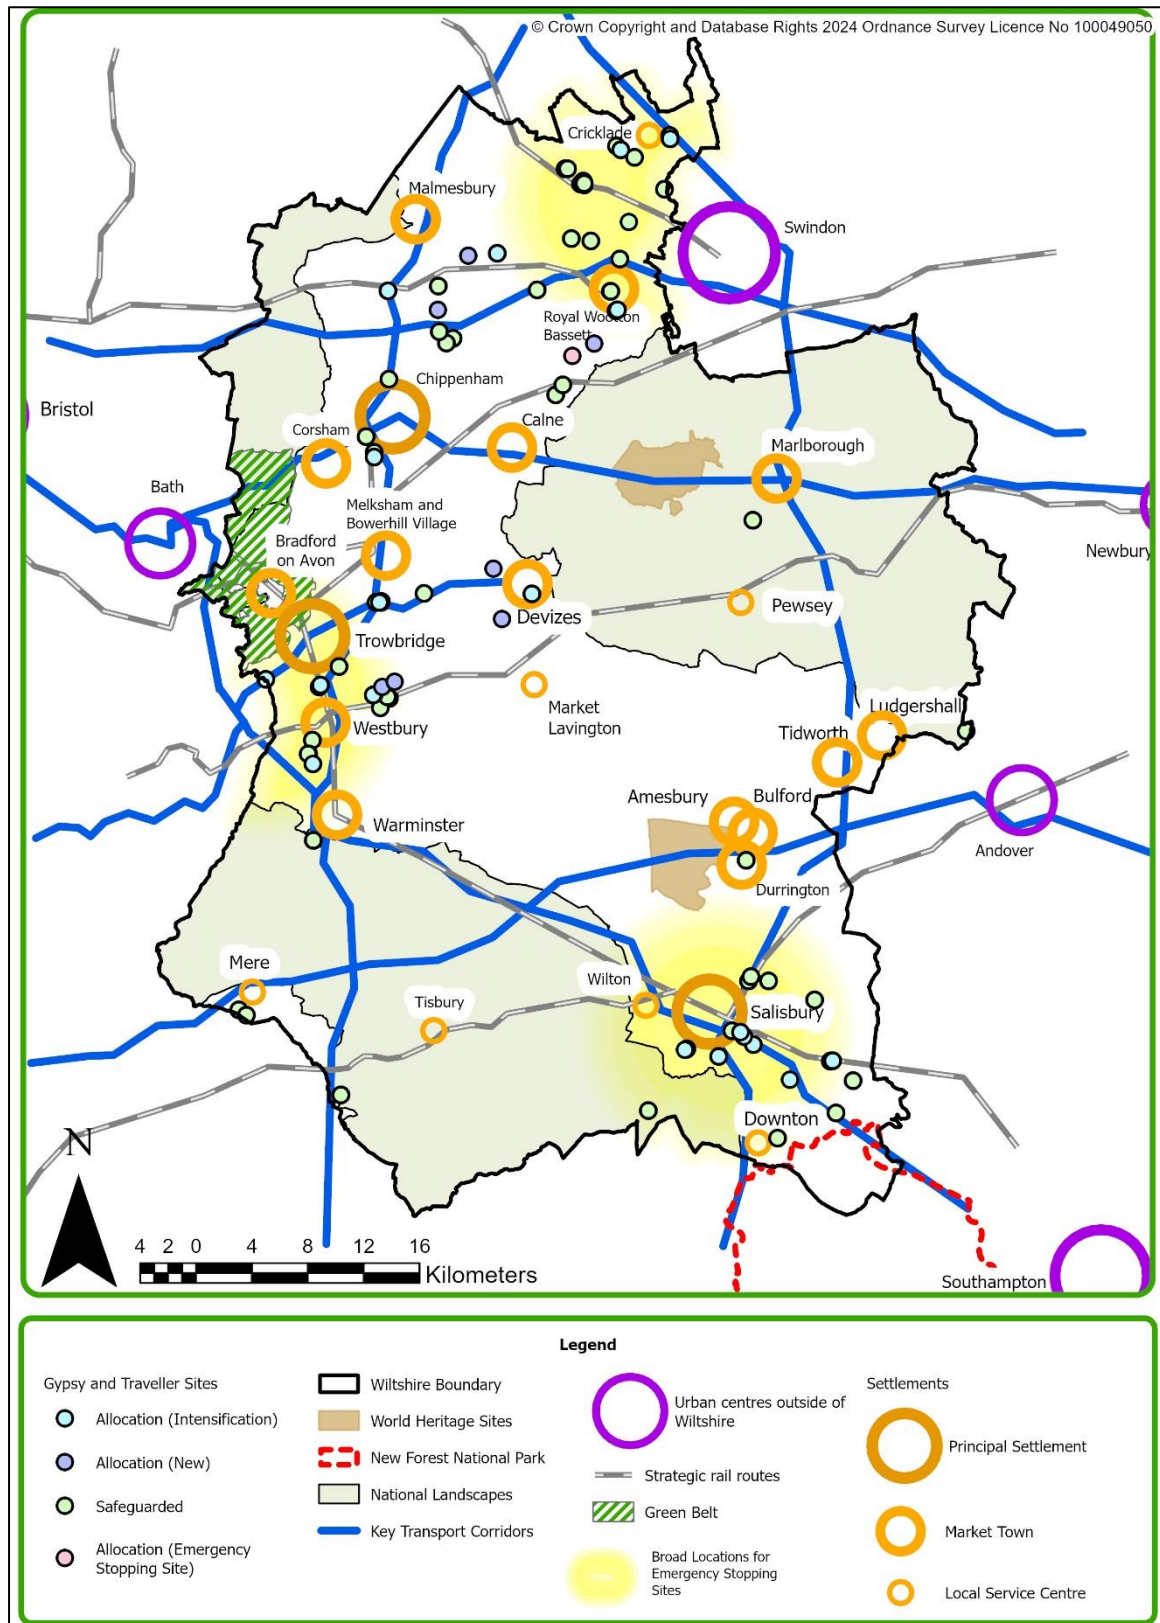 © Crown Copyright and Database Rights 2024 Ordnance Survey Licence No 100049050
Cricklade
Malmesbury
Swindon
Royal Wootton
Bassett
Chippenham
Bristol
Corsham
Calne
Marlborough
Bath
Melksham and
Bowerhill Village
Bradford
on Avon
Newbury
Devizes
Pewsey
Trowbridge
Market
Lavington
Westbury
Ludgershall
Tidworth
Amesbury
Bulford
Warminster
Andover
Durrington
Mere
Wilton
Tisbury
Salisbury
Downton
N
4 2 0 4 8 12 16
Kilometers
Southampton
Legend
Gypsy and Traveller Sites
Allocation (Intensification)
Allocation (New)
Safeguarded
Allocation (Emergency
Stopping Site)
Wiltshire Boundary
World Heritage Sites
New Forest National Park
National Landscapes
Key Transport Corridors
Urban centres outside of
Wiltshire
Strategic rail routes
Green Belt
Broad Locations for
Emergency Stopping
Sites
Settlements
Principal Settlement
Market Town
Local Service Centre